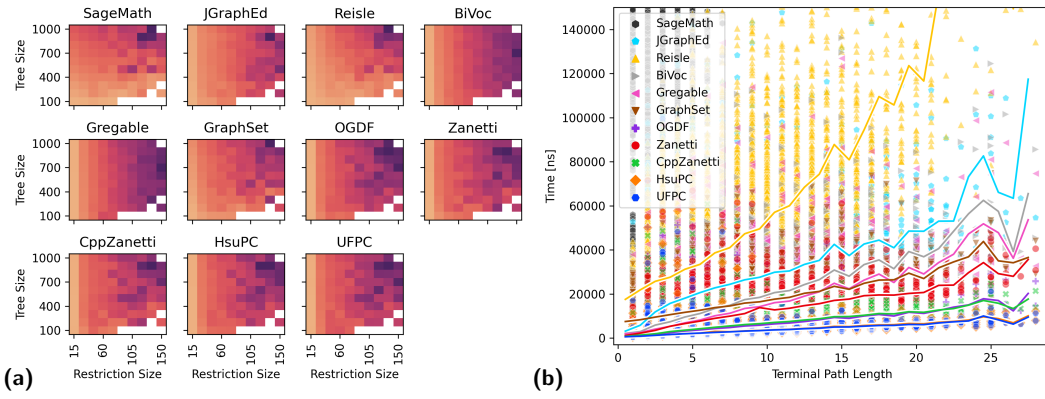 SageMath JGraphEd Reisle BiVoc
Tree Size
1000
700
400
100
Gregable GraphSet OGDF Zanetti
Tree Size
1000
700
400
100
CppZanetti HsuPC UFPC
Tree Size
1000
700
400
100
15 60 105 150 15 60 105 150 15 60 105 150
Restriction Size Restriction Size Restriction Size
(a)
Time [ns]
140000
120000
100000
80000
60000
40000
20000
0
SageMath
JGraphEd
Reisle
BiVoc
Gregable
GraphSet
OGDF
Zanetti
CppZanetti
HsuPC
UFPC
0 5 10 15 20 25
Terminal Path Length
(b)